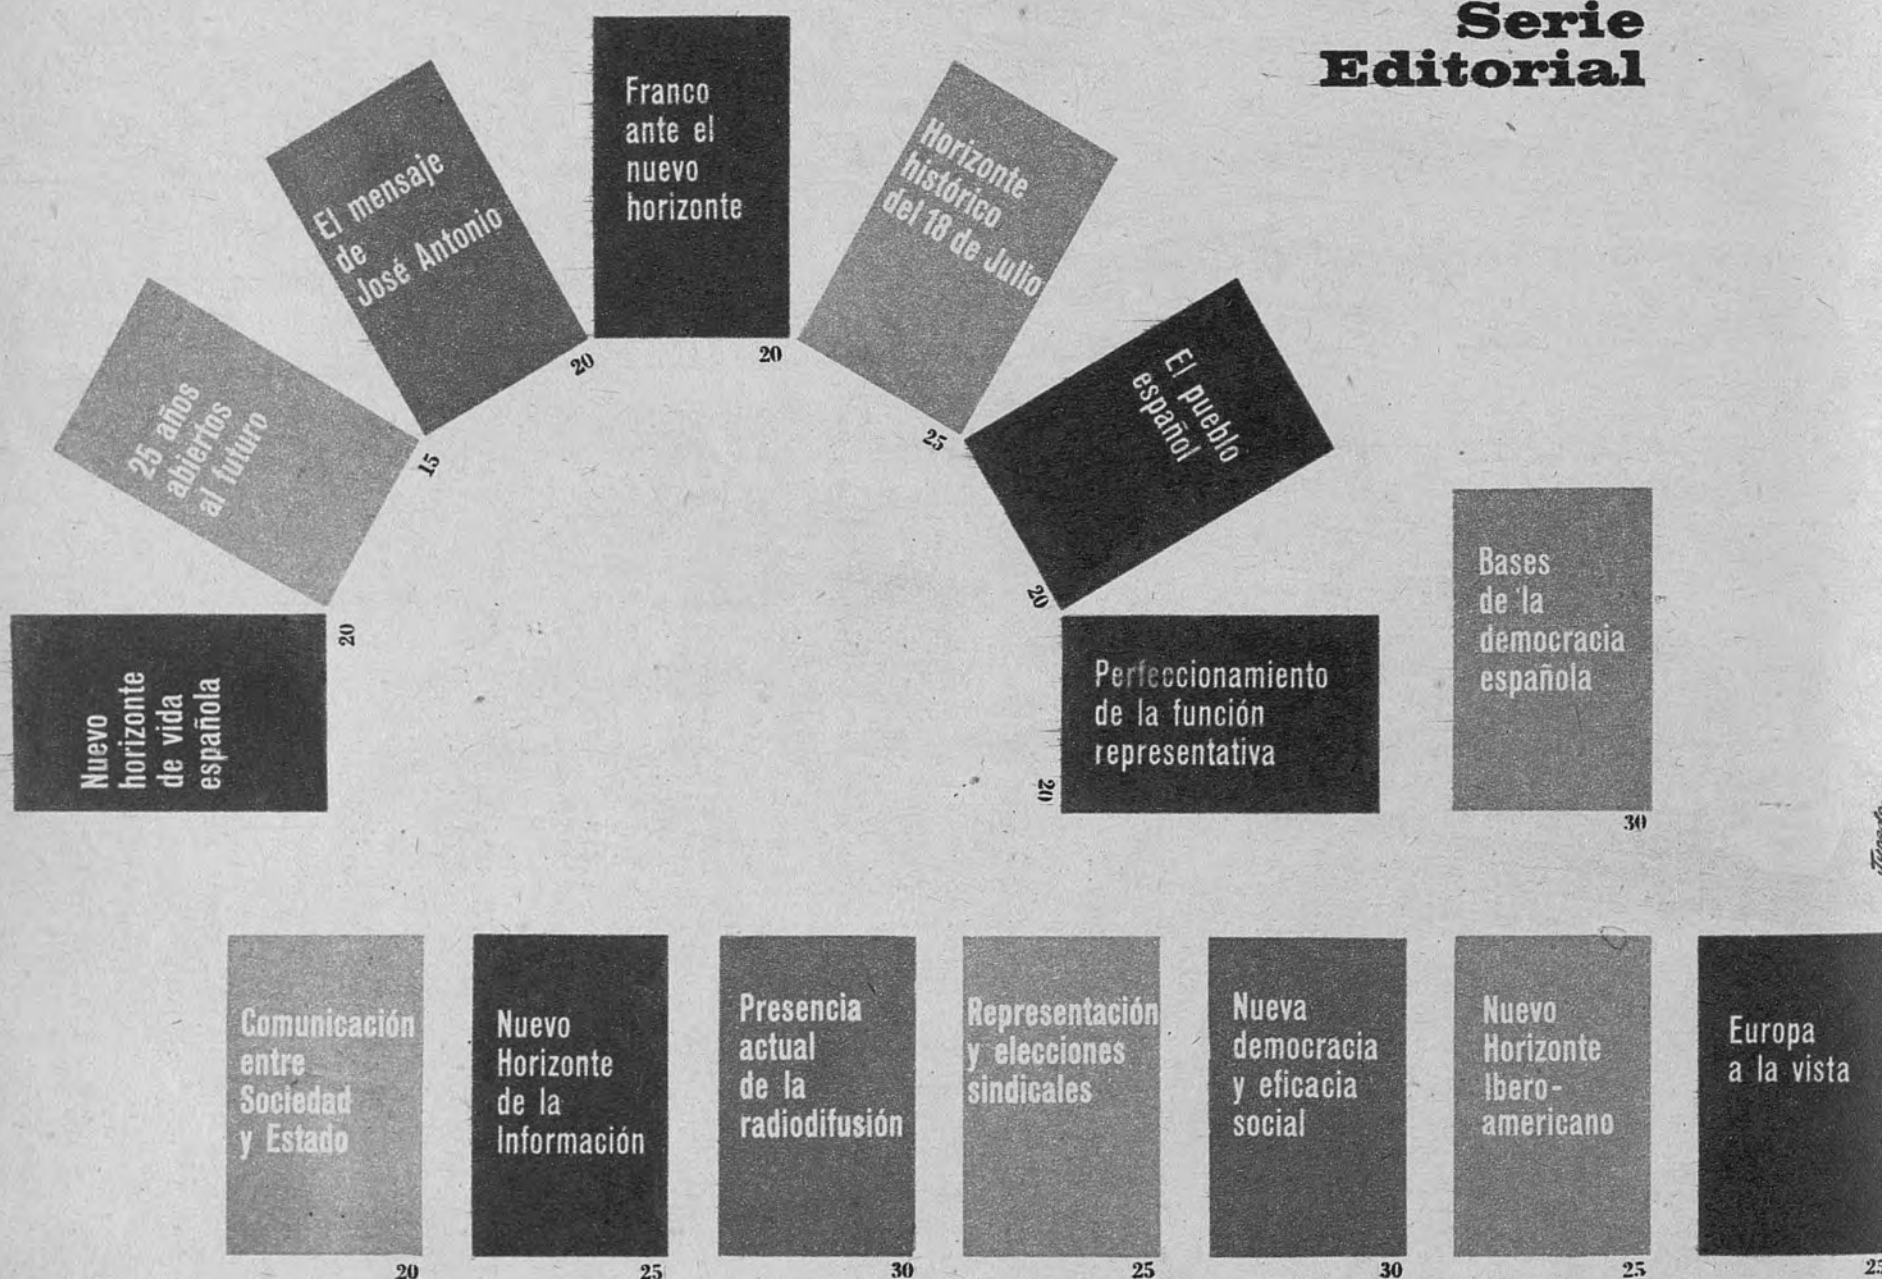 Serie
Editorial
Nuevo
horizonte
de vida
española
20
25 años
abiertos
al futuro
15
El mensaje
de
José Antonio
20
Franco
ante el
nuevo
horizonte
20
Horizonte
histórico
del 18 de Julio
25
El pueblo
español
20
Perfeccionamiento
de la función
representativa
20
Bases
de la
democracia
española
30
Comunicación
entre
Sociedad
y Estado
20
Nuevo
Horizonte
de la
Información
25
Presencia
actual
de la
radiodifusión
30
Representación
y elecciones
sindicales
25
Nueva
democracia
y eficacia
social
30
Nuevo
Horizonte
Ibero-
americano
25
Europa
a la vista
25